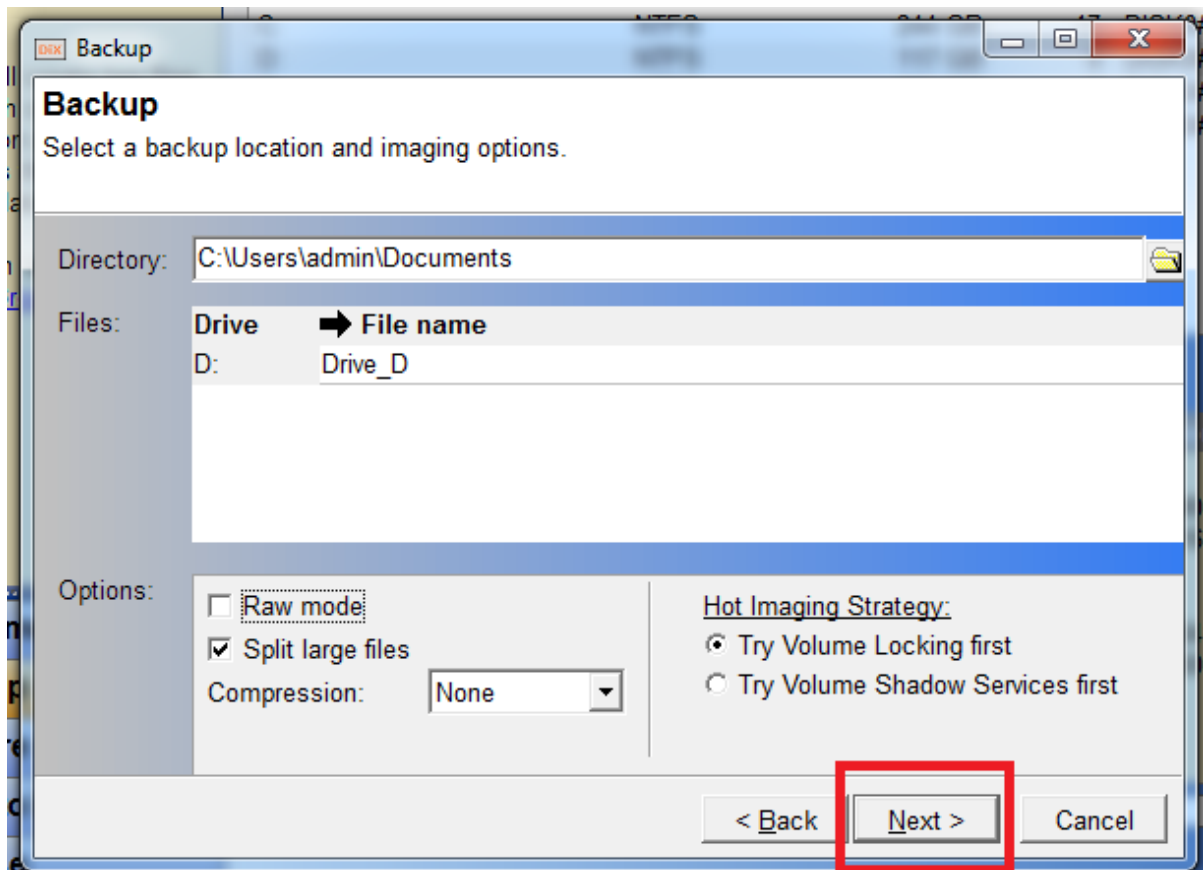 Backup
Backup
Select a backup location and imaging options.
Directory: C:\Users\admin\Documents
Files: Drive File name
D: Drive_D
Options: Raw mode Hot Imaging Strategy:
Split large files Try Volume Locking first
Compression: None Try Volume Shadow Services first
< Back Next > Cancel